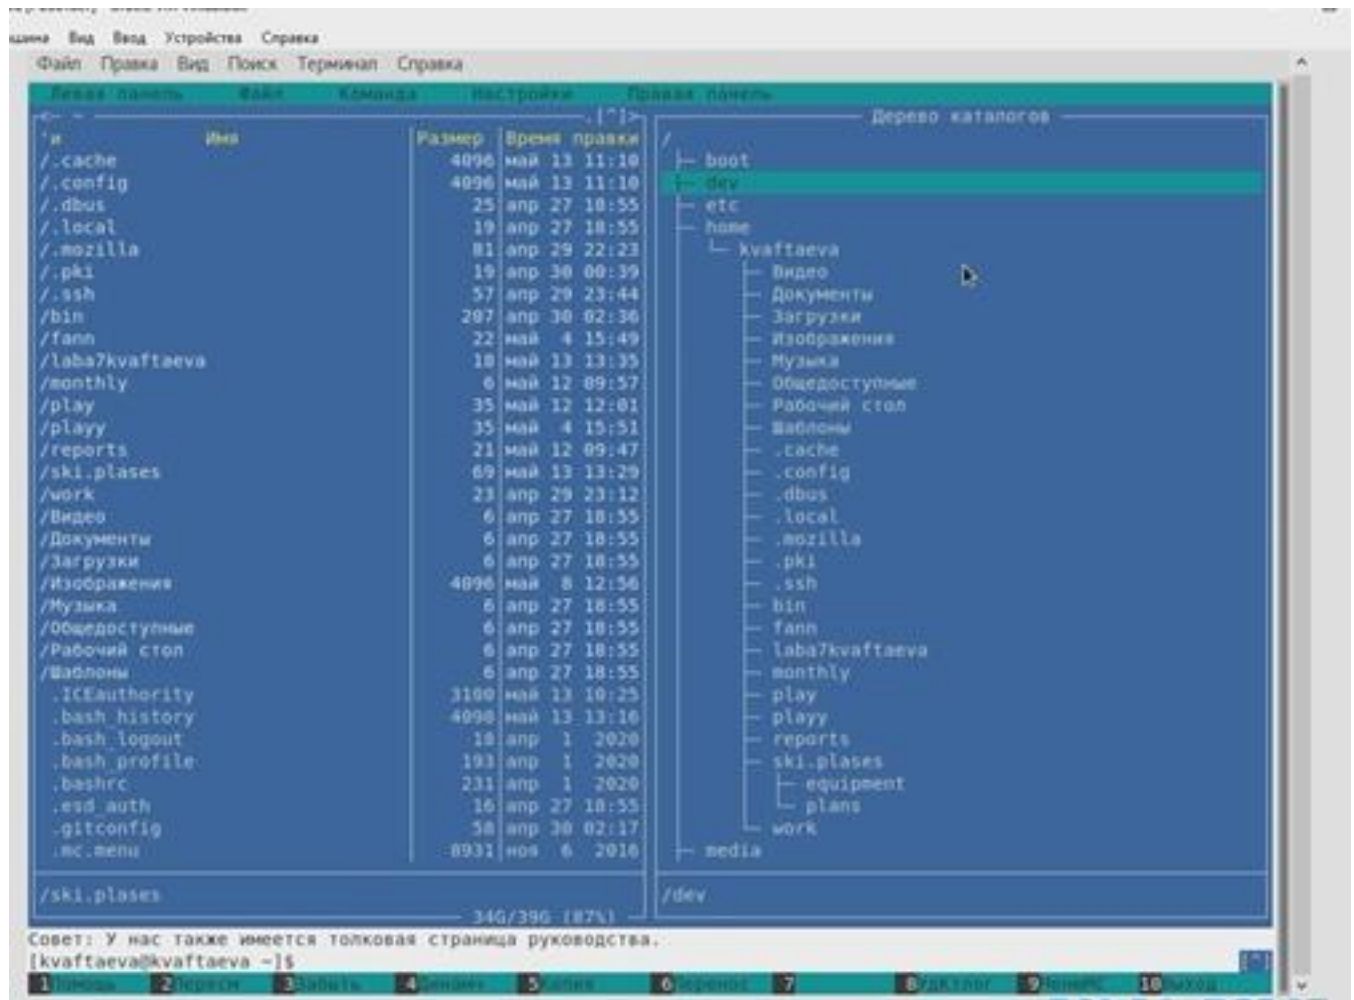 Вид Ввод Устройства Справка
Файл Правка Вид Поиск Терминал Справка
Левая панель Файл Команда Настройки Правая панель
<- ~ .[^]> Дерево каталогов
'и Имя Размер Время правки /
/.cache 4096 май 13 11:10 boot
/.config 4096 май 13 11:10 dev
/.dbus 25 апр 27 18:55 etc
/.local 19 апр 27 18:55 home
/.mozilla 81 апр 29 22:23 kvaftaeva
/.pki 19 апр 30 00:39 Видео
/.ssh 57 апр 29 23:44 Документы
/bin 207 апр 30 02:36 Загрузки
/fann 22 май 4 15:49 Изображения
/laba7kvaftaeva 18 май 13 13:35 Музыка
/monthly 6 май 12 09:57 Общедоступные
/play 35 май 12 12:01 Рабочий стол
/playy 35 май 4 15:51 Шаблоны
/reports 21 май 12 09:47 .cache
/ski.plases 69 май 13 13:29 .config
/work 23 апр 29 23:12 .dbus
/Видео 6 апр 27 18:55 .local
/Документы 6 апр 27 18:55 .mozilla
/Загрузки 6 апр 27 18:55 .pki
/Изображения 4096 май 8 12:56 .ssh
/Музыка 6 апр 27 18:55 bin
/Общедоступные 6 апр 27 18:55 fann
/Рабочий стол 6 апр 27 18:55 laba7kvaftaeva
/Шаблоны 6 апр 27 18:55 monthly
.ICEauthority май 13 10:25 play
.bash_history май 13 13:16 playy
.bash_logout 18 апр 1 2020 reports
.bash_profile 193 апр 1 2020 ski.plases
.bashrc 231 апр 1 2020 equipment
.esd_auth 16 апр 27 18:55 plans
.gitconfig 58 апр 30 02:17 work
.mc.menu 8931 ноя 6 2016 media
/ski.plases /dev
34G/39G (87%)
Совет: У нас также имеется толковая страница руководства.
[kvaftaeva@kvaftaeva ~]$ [^]
1Помощь 2 3 4 5Копия 6Перенос 7 8 9МенюMC 10Выход